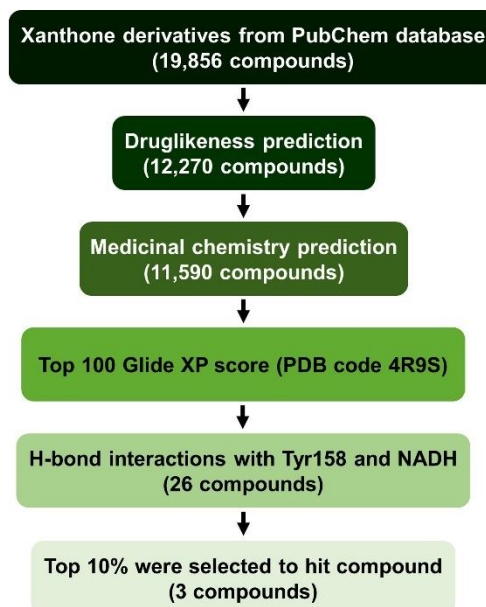 Xanthone derivatives from PubChem database
(19,856 compounds)
Druglikeness prediction
(12,270 compounds)
Medicinal chemistry prediction
(11,590 compounds)
Top 100 Glide XP score (PDB code 4R9S)
H-bond interactions with Tyr158 and NADH
(26 compounds)
Top 10% were selected to hit compound
(3 compounds)